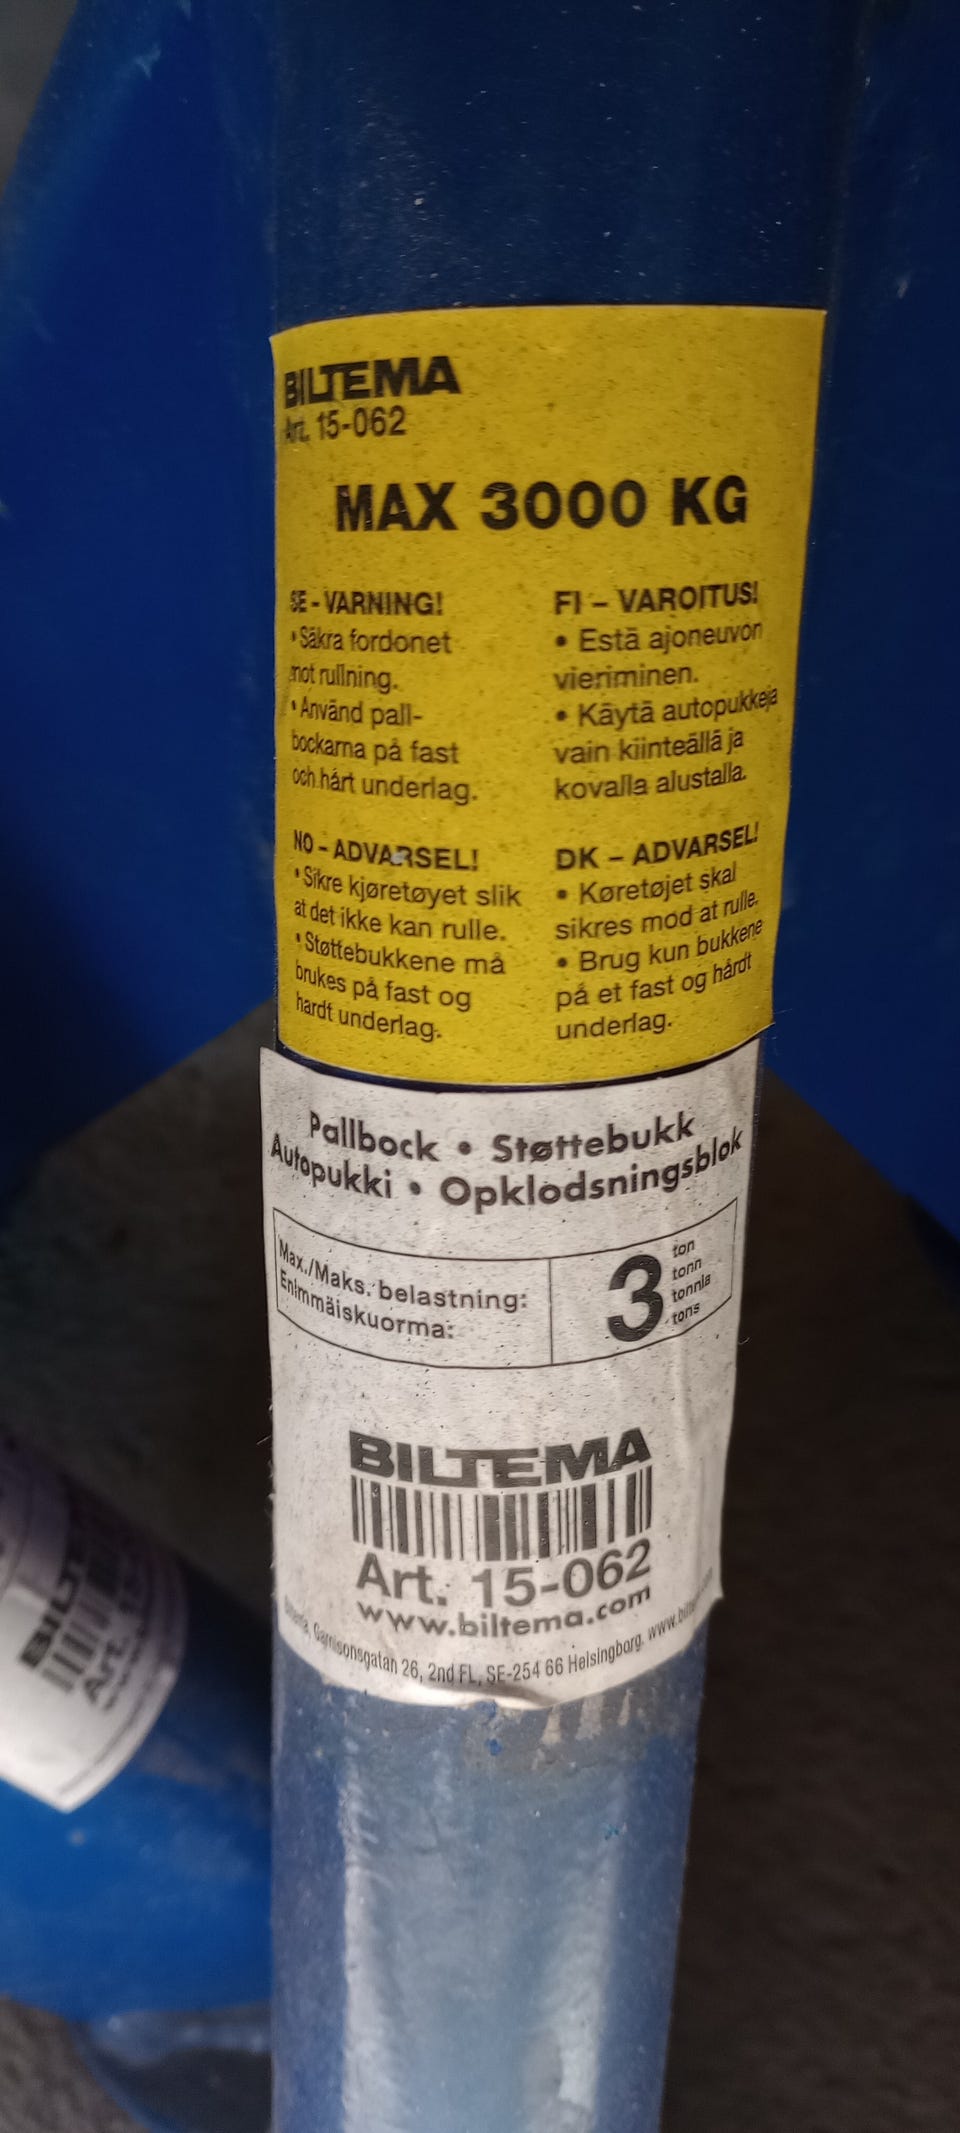 BILTEMA
Art. 15-062
MAX 3000 KG
SE - VARNING!
• Säkra fordonet
mot rullning.
• Använd pall-
bockarna på fast
och hårt underlag.
FI – VAROITUS!
• Estä ajoneuvon
vieriminen.
• Käytä autopukkeja
vain kiinteällä ja
kovalla alustalla.
NO - ADVARSEL!
• Sikre kjøretøyet slik
at det ikke kan rulle.
• Støttebukkene må
brukes på fast og
hardt underlag.
DK – ADVARSEL!
• Køretøjet skal
sikres mod at rulle.
• Brug kun bukkene
på et fast og hårdt
underlag.
Pallbock • Støttebukk
Autopukki • Opklodsningsblok
Max./Maks. belastning:
Enimmäiskuorma:
3
ton
tonn
tonnia
tons
BILTEMA
Art. 15-062
www.biltema.com
Garnisonsgatan 26, 2nd FL, SE-254 66 Helsingborg.